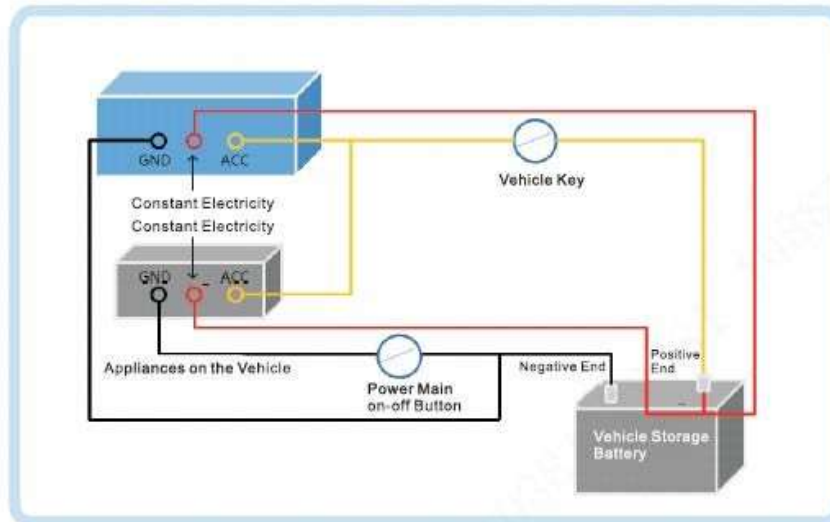 GND
ACC
Vehicle Key
Constant Electricity
Constant Electricity
GND
ACC
Appliances on the Vehicle
Power Main
on-off Button
Negative End
Positive
End
Vehicle Storage
Battery